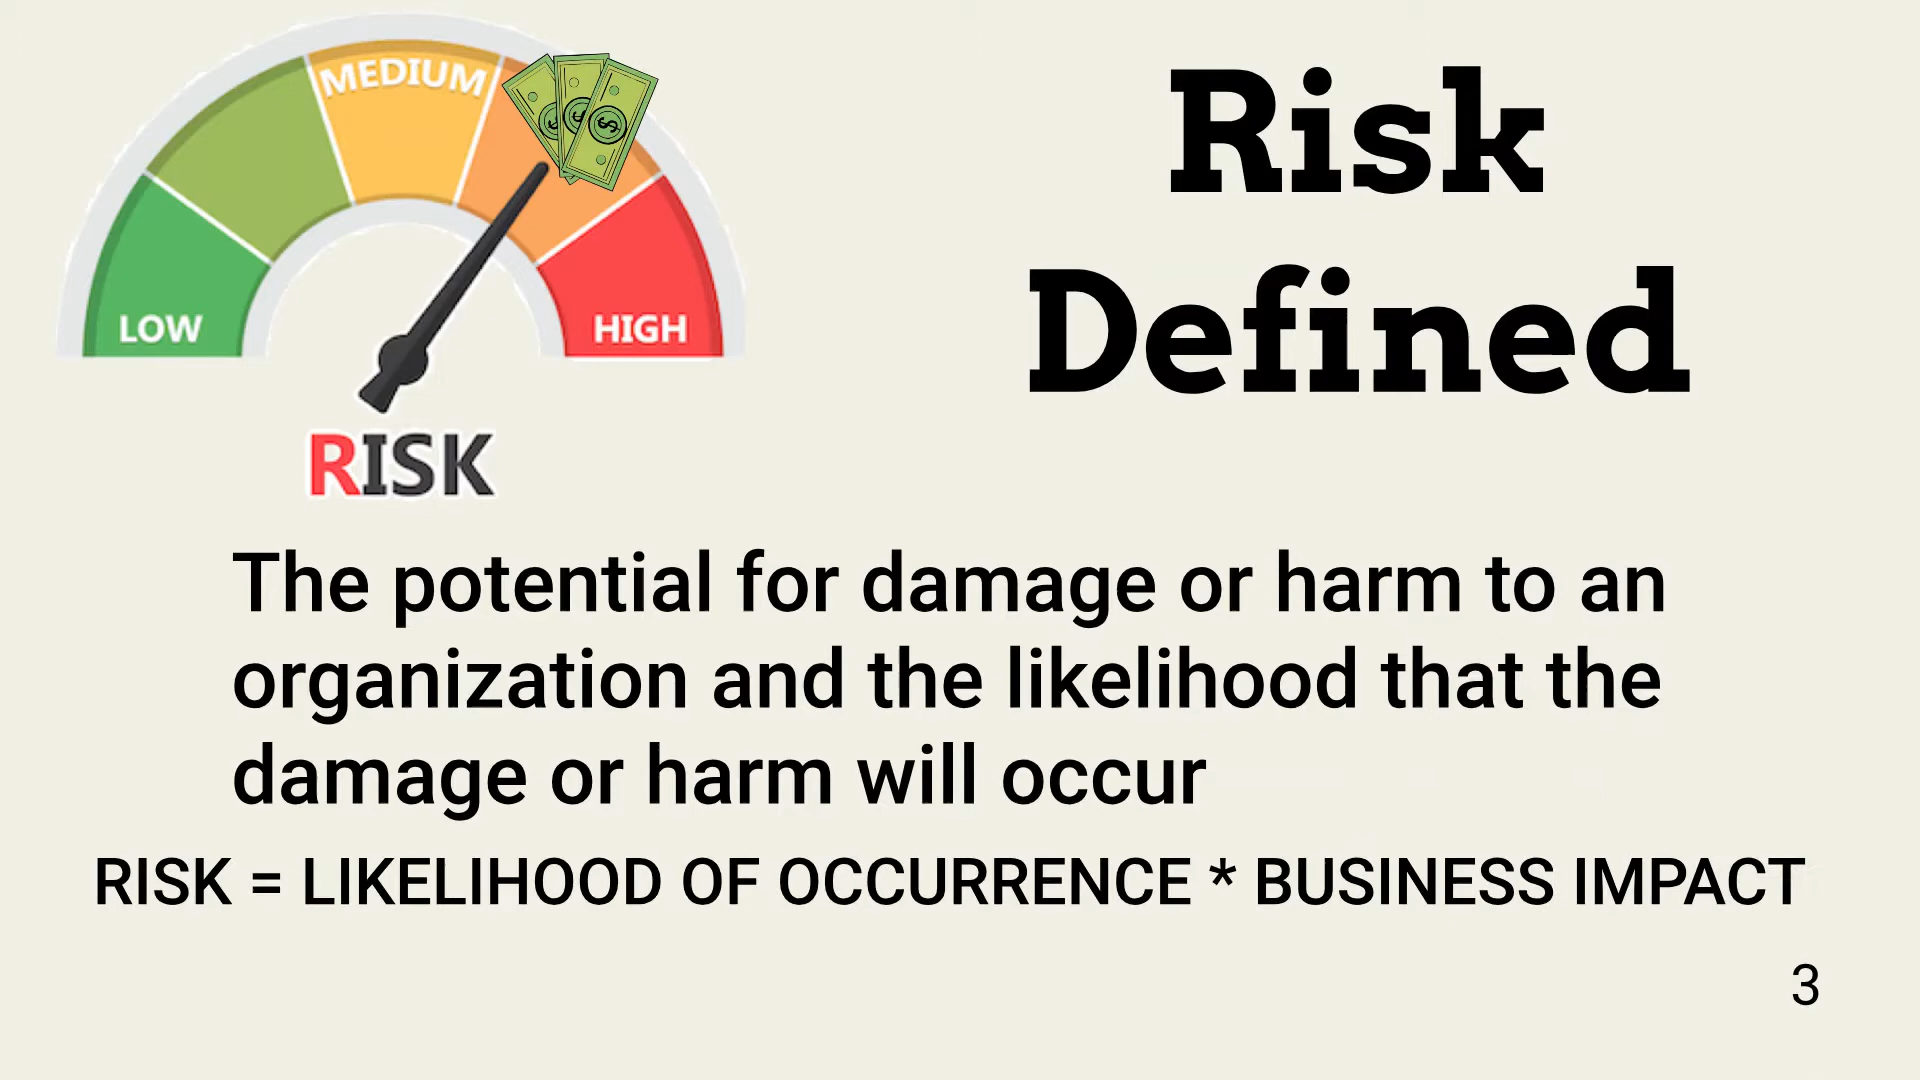 MEDIUM
LOW
HIGH
RISK
Risk
Defined
The potential for damage or harm to an
organization and the likelihood that the
damage or harm will occur
RISK = LIKELIHOOD OF OCCURRENCE * BUSINESS IMPACT
3